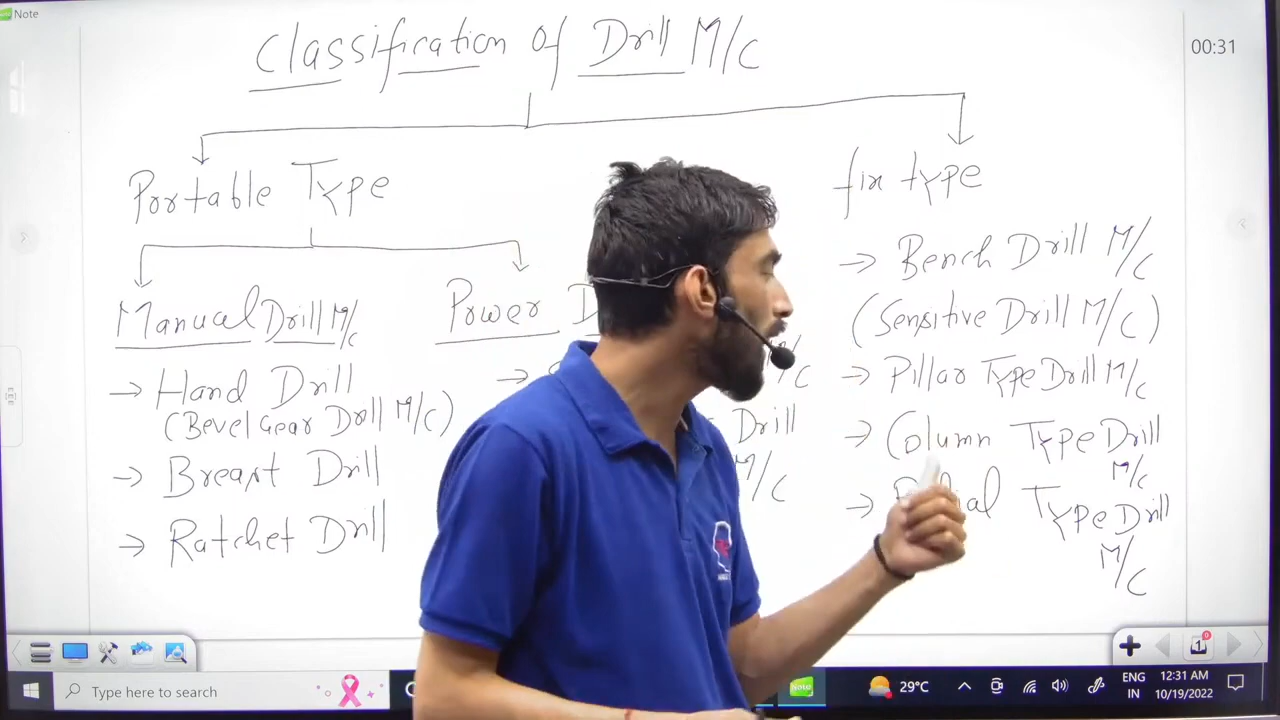 Note
00:31
Classification of Drill M/C
Portable Type
fix type
Manual Drill M/c
Power D
→ Hand Drill
(Bevel Gear Drill M/C)
→ Breast Drill
→ Ratchet Drill
→
M/c
Drill
M/C
→ Bench Drill M/C
(Sensitive Drill M/C)
→ Pillar Type Drill M/C
→ Column Type Drill
M/C
→ Type Drill
M/C
1
Type here to search
29°C
ENG
IN
12:31 AM
10/19/2022